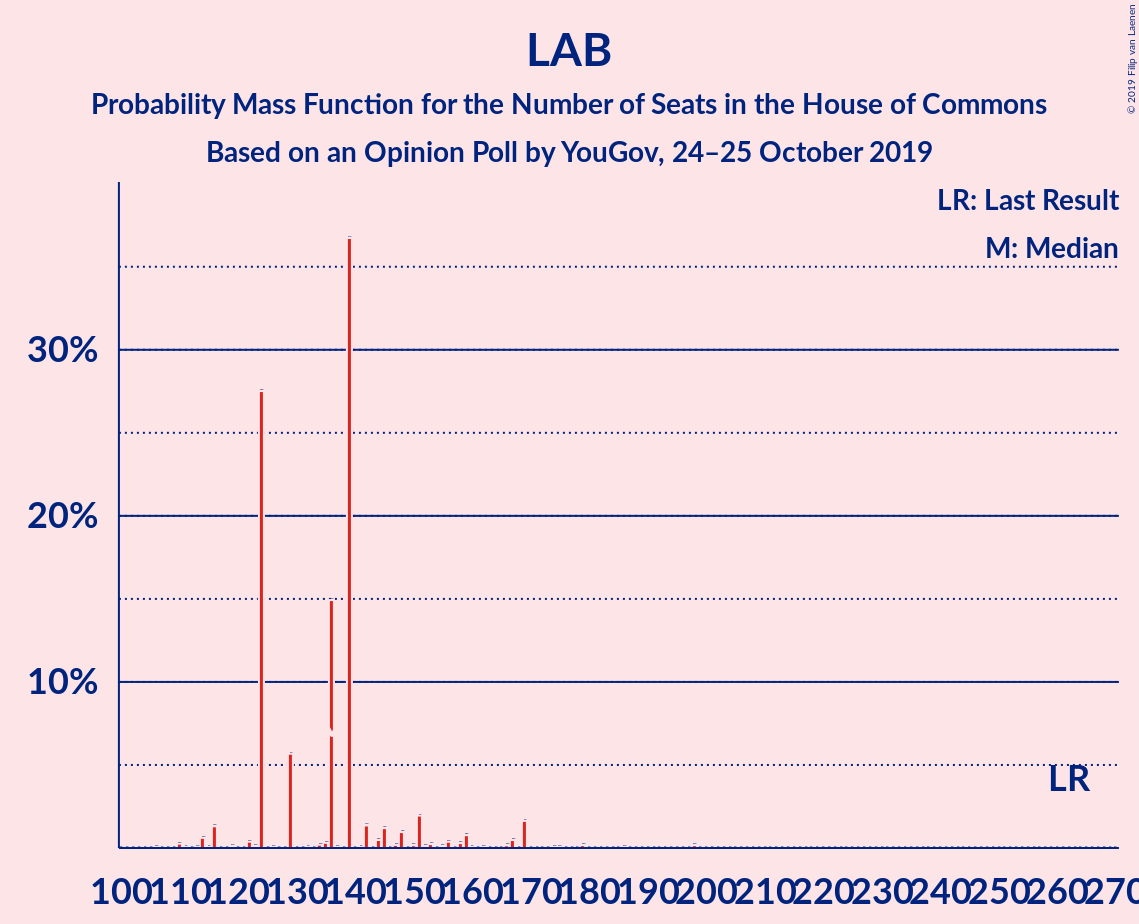 LAB
Probability Mass Function for the Number of Seats in the House of Commons
Based on an Opinion Poll by YouGov, 24–25 October 2019
© 2019 Filip van Laenen
LR: Last Result
M: Median
30%
20%
10%
LR
100 110 120 130 140 150 160 170 180 190 200 210 220 230 240 250 260 270